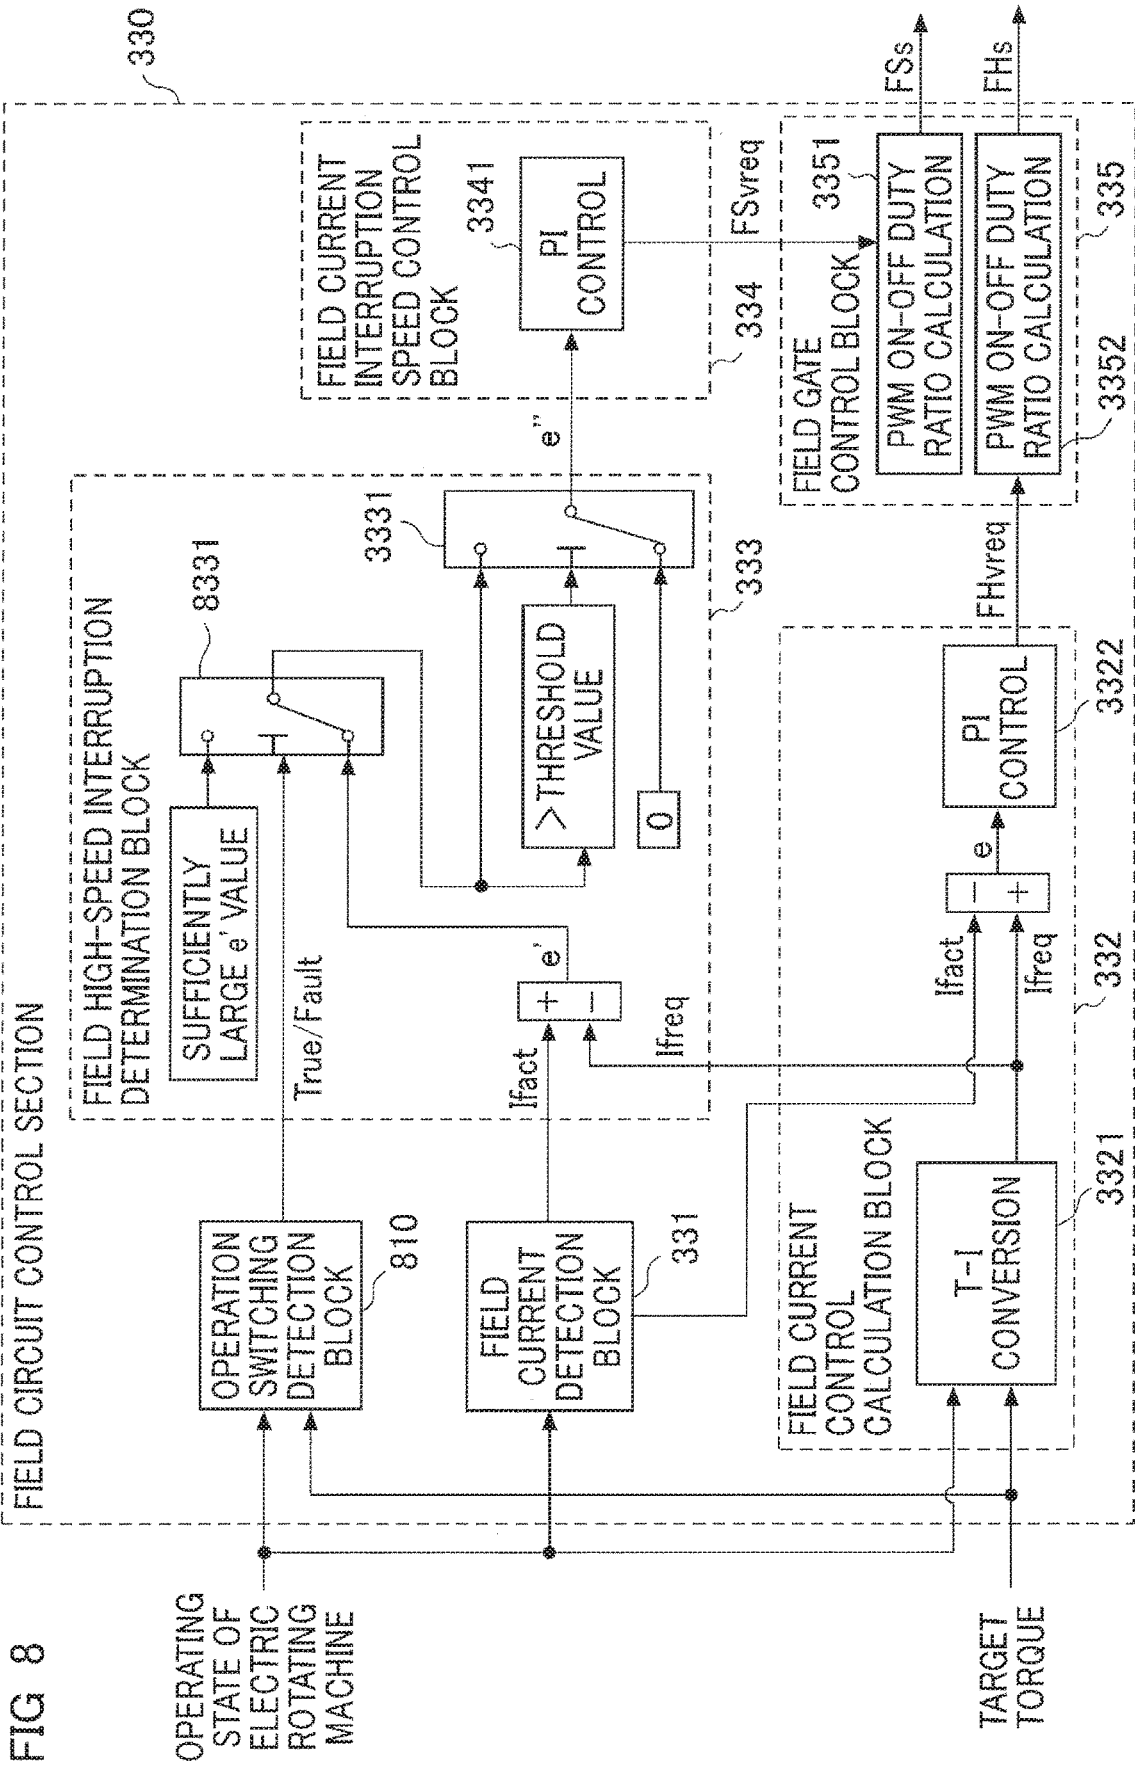 FIG 8
FIELD CIRCUIT CONTROL SECTION
330
OPERATING
STATE OF
ELECTRIC
ROTATING
MACHINE
TARGET
TORQUE
OPERATION
SWITCHING
DETECTION
BLOCK
810
FIELD
CURRENT
DETECTION
BLOCK
331
FIELD HIGH-SPEED INTERRUPTION
DETERMINATION BLOCK
SUFFICIENTLY
LARGE e' VALUE
8331
True/Fault
Ifact
+
−
e'
Ifreq
> THRESHOLD
VALUE
0
3331
333
e''
FIELD CURRENT
INTERRUPTION
SPEED CONTROL
BLOCK
3341
PI
CONTROL
334
FSvreq
FIELD CURRENT
CONTROL
CALCULATION BLOCK
T-I
CONVERSION
3321
Ifact
Ifreq
−
+
e
332
PI
CONTROL
3322
FHvreq
FIELD GATE
CONTROL BLOCK
3351
PWM ON-OFF DUTY
RATIO CALCULATION
PWM ON-OFF DUTY
RATIO CALCULATION
3352
335
FSs
FHs